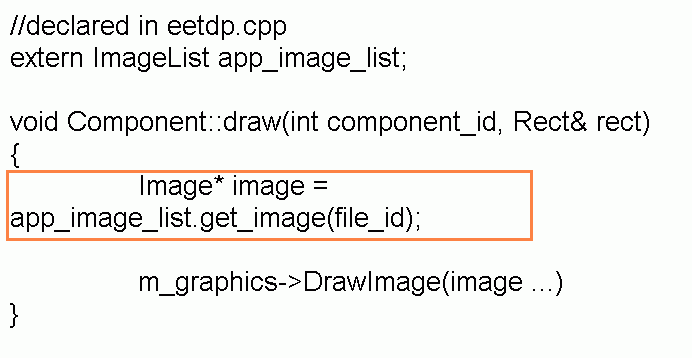 //declared in eetdp.cpp
extern ImageList app_image_list;
void Component::draw(int component_id, Rect& rect)
{
Image* image =
app_image_list.get_image(file_id);
m_graphics->DrawImage(image ...)
}